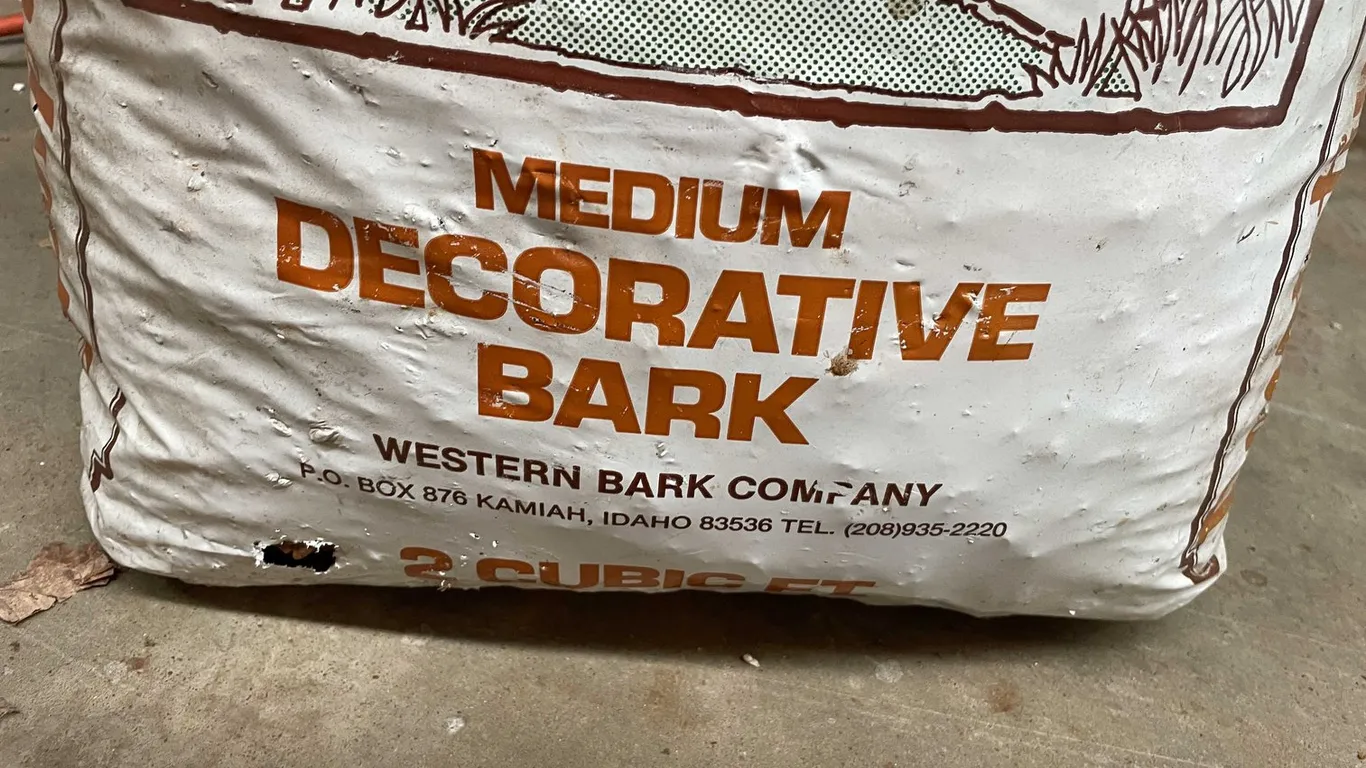 MEDIUM
DECORATIVE
BARK
WESTERN BARK COMPANY
P.O. BOX 876 KAMIAH, IDAHO 83536 TEL. (208)935-2220
2 CUBIC FT